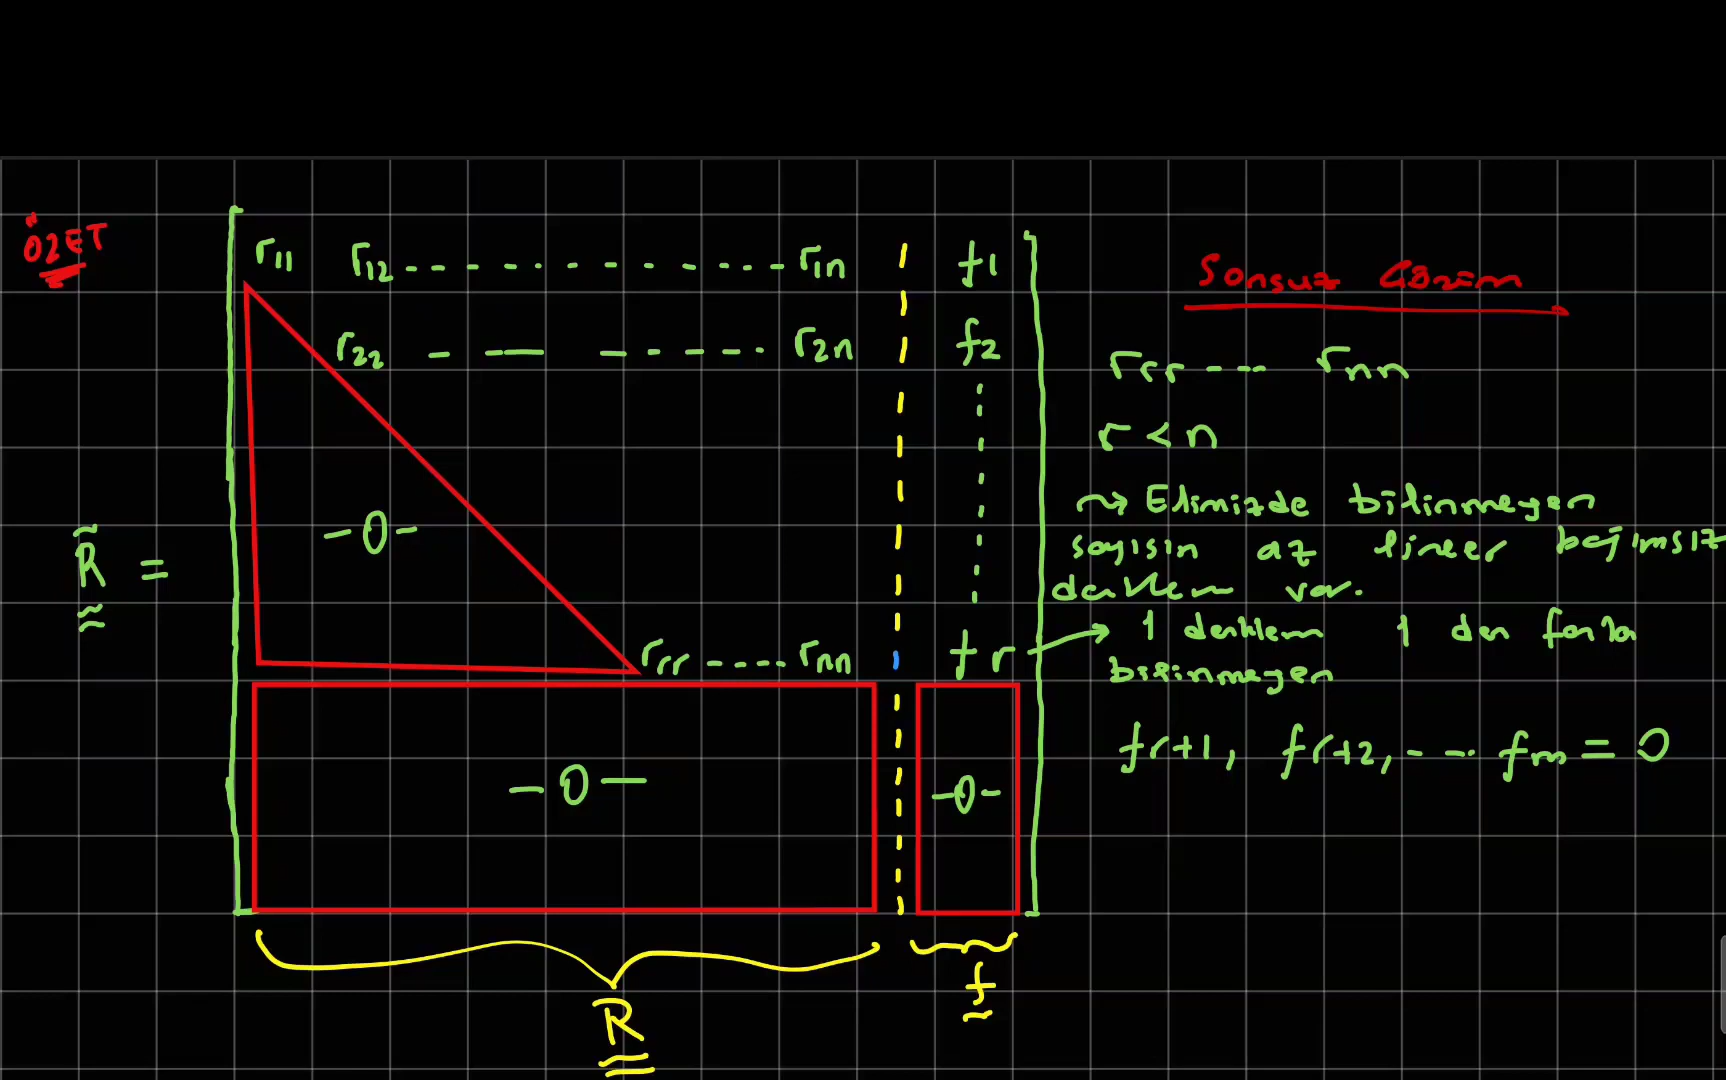 ÖZET
r11 r12 - - - - - - - - - - r1n f1
r22 - - - - - - - - - r2n f2
-0-
R̃ =
rrr - - - - rnn fr
-0- -0-
R f
Sonsuz Çözüm
rrr - - - rnn
r < n
→ Elimizde bilinmeyen
sayısın az lineer bağımsız
denklem var.
→ 1 denklem 1 den fazla
bilinmeyen
fr+1, fr+2, - - - fm = 0